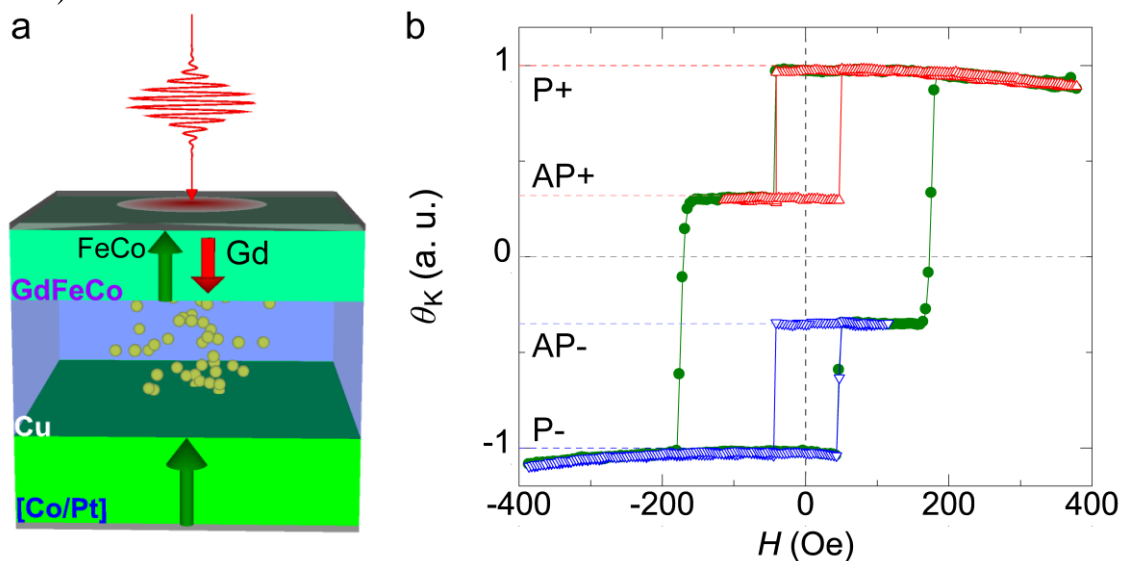 a
FeCo
Gd
GdFeCo
Cu
[Co/Pt]
b
θK (a. u.)
1
0
-1
P+
AP+
AP-
P-
-400
-200
0
200
400
H (Oe)